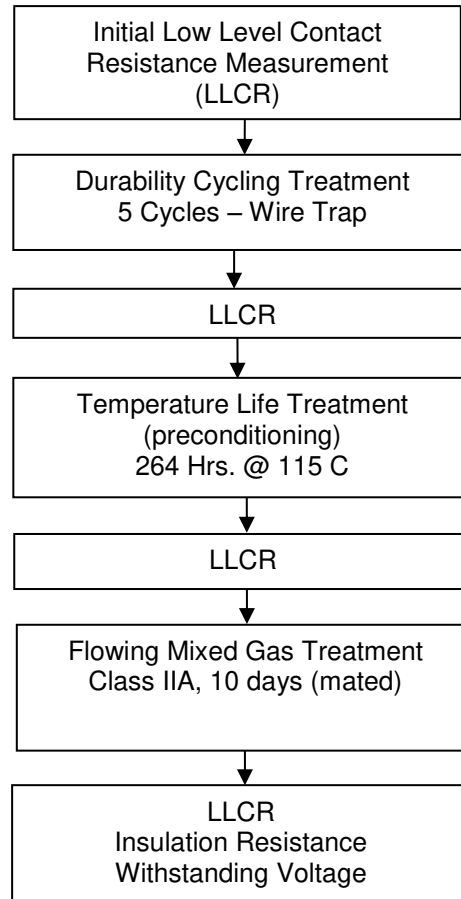 Initial Low Level Contact
Resistance Measurement
(LLCR)
Durability Cycling Treatment
5 Cycles – Wire Trap
LLCR
Temperature Life Treatment
(preconditioning)
264 Hrs. @ 115 C
LLCR
Flowing Mixed Gas Treatment
Class IIA, 10 days (mated)
LLCR
Insulation Resistance
Withstanding Voltage